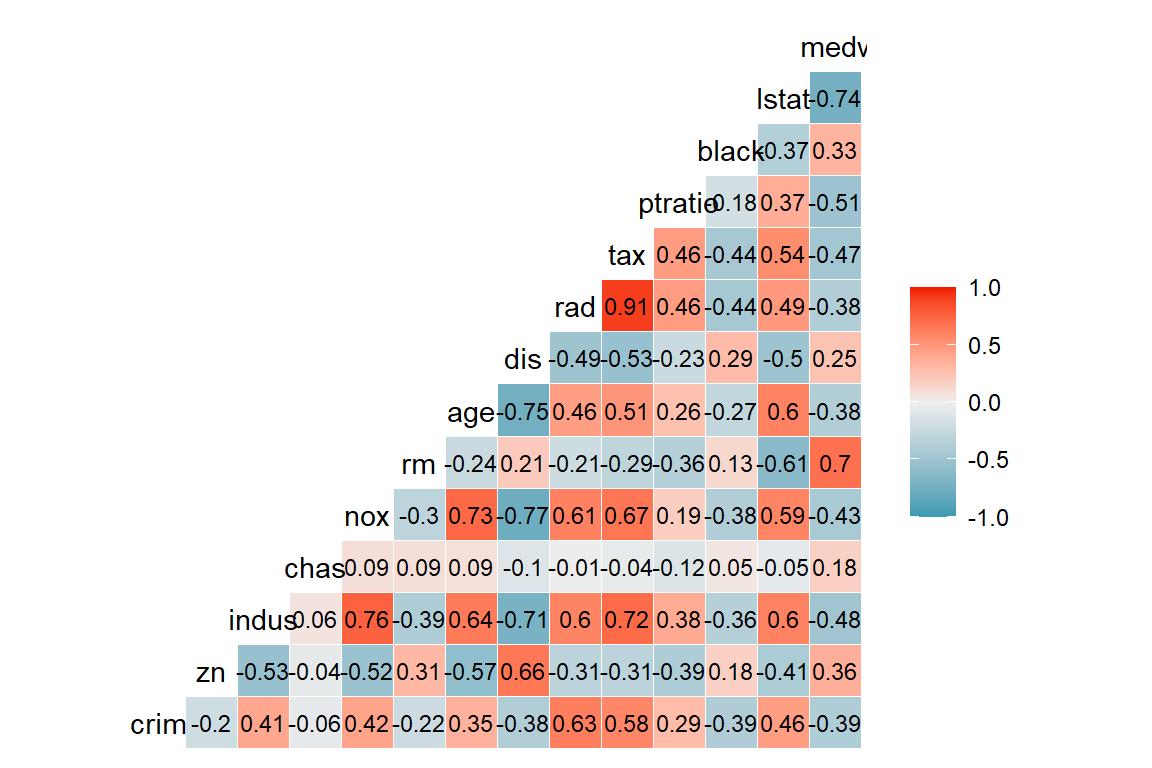 medv
lstat -0.74
black -0.37 0.33
ptratio -0.18 0.37 -0.51
tax 0.46 -0.44 0.54 -0.47
rad 0.91 0.46 -0.44 0.49 -0.38
1.0
dis -0.49 -0.53 -0.23 0.29 -0.5 0.25
0.5
0.0
age -0.75 0.46 0.51 0.26 -0.27 0.6 -0.38
rm -0.24 0.21 -0.21 -0.29 -0.36 0.13 -0.61 0.7
-0.5
nox -0.3 0.73 -0.77 0.61 0.67 0.19 -0.38 0.59 -0.43
-1.0
chas 0.09 0.09 0.09 -0.1 -0.01 -0.04 -0.12 0.05 -0.05 0.18
indus 0.06 0.76 -0.39 0.64 -0.71 0.6 0.72 0.38 -0.36 0.6 -0.48
zn -0.53 -0.04 -0.52 0.31 -0.57 0.66 -0.31 -0.31 -0.39 0.18 -0.41 0.36
crim -0.2 0.41 -0.06 0.42 -0.22 0.35 -0.38 0.63 0.58 0.29 -0.39 0.46 -0.39